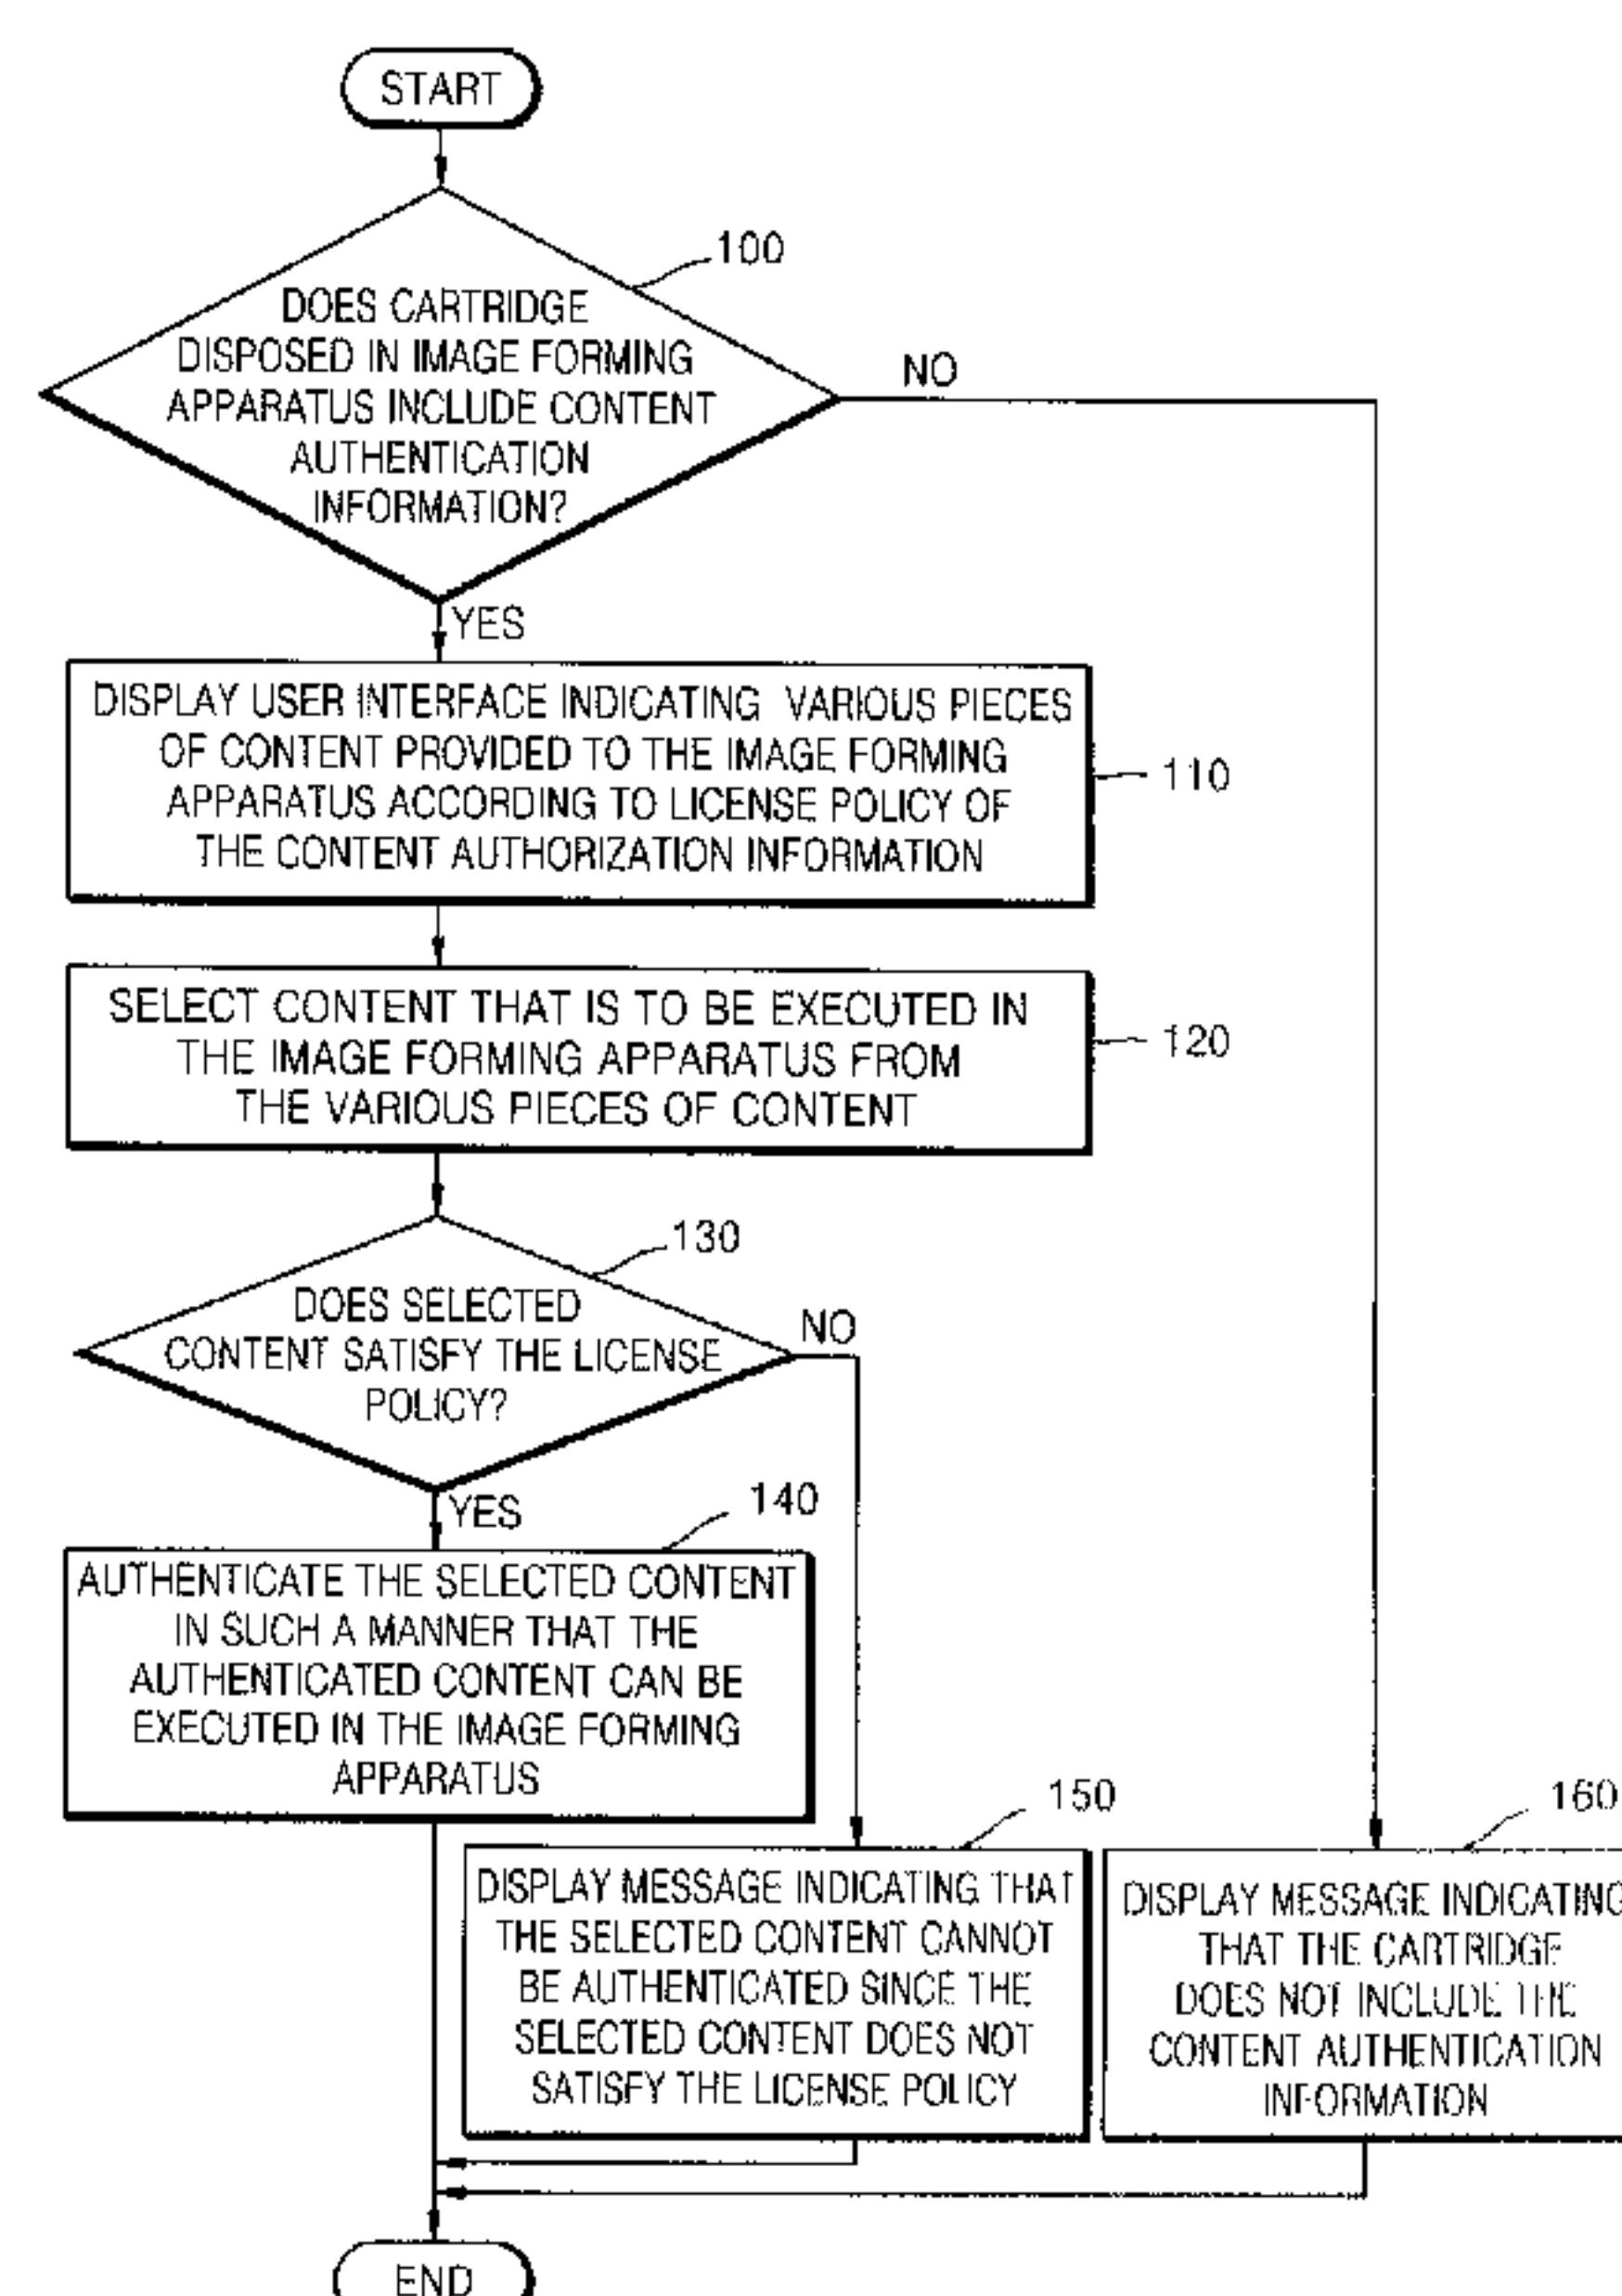 START
100
DOES CARTRIDGE
DISPOSED IN IMAGE FORMING
APPARATUS INCLUDE CONTENT
AUTHENTICATION
INFORMATION?
NO
YES
DISPLAY USER INTERFACE INDICATING VARIOUS PIECES
OF CONTENT PROVIDED TO THE IMAGE FORMING
APPARATUS ACCORDING TO LICENSE POLICY OF
THE CONTENT AUTHORIZATION INFORMATION
110
SELECT CONTENT THAT IS TO BE EXECUTED IN
THE IMAGE FORMING APPARATUS FROM
THE VARIOUS PIECES OF CONTENT
120
130
DOES SELECTED
CONTENT SATISFY THE LICENSE
POLICY?
NO
YES
140
AUTHENTICATE THE SELECTED CONTENT
IN SUCH A MANNER THAT THE
AUTHENTICATED CONTENT CAN BE
EXECUTED IN THE IMAGE FORMING
APPARATUS
150
DISPLAY MESSAGE INDICATING THAT
THE SELECTED CONTENT CANNOT
BE AUTHENTICATED SINCE THE
SELECTED CONTENT DOES NOT
SATISFY THE LICENSE POLICY
160
DISPLAY MESSAGE INDICATING
THAT THE CARTRIDGE
DOES NOT INCLUDE THE
CONTENT AUTHENTICATION
INFORMATION
END